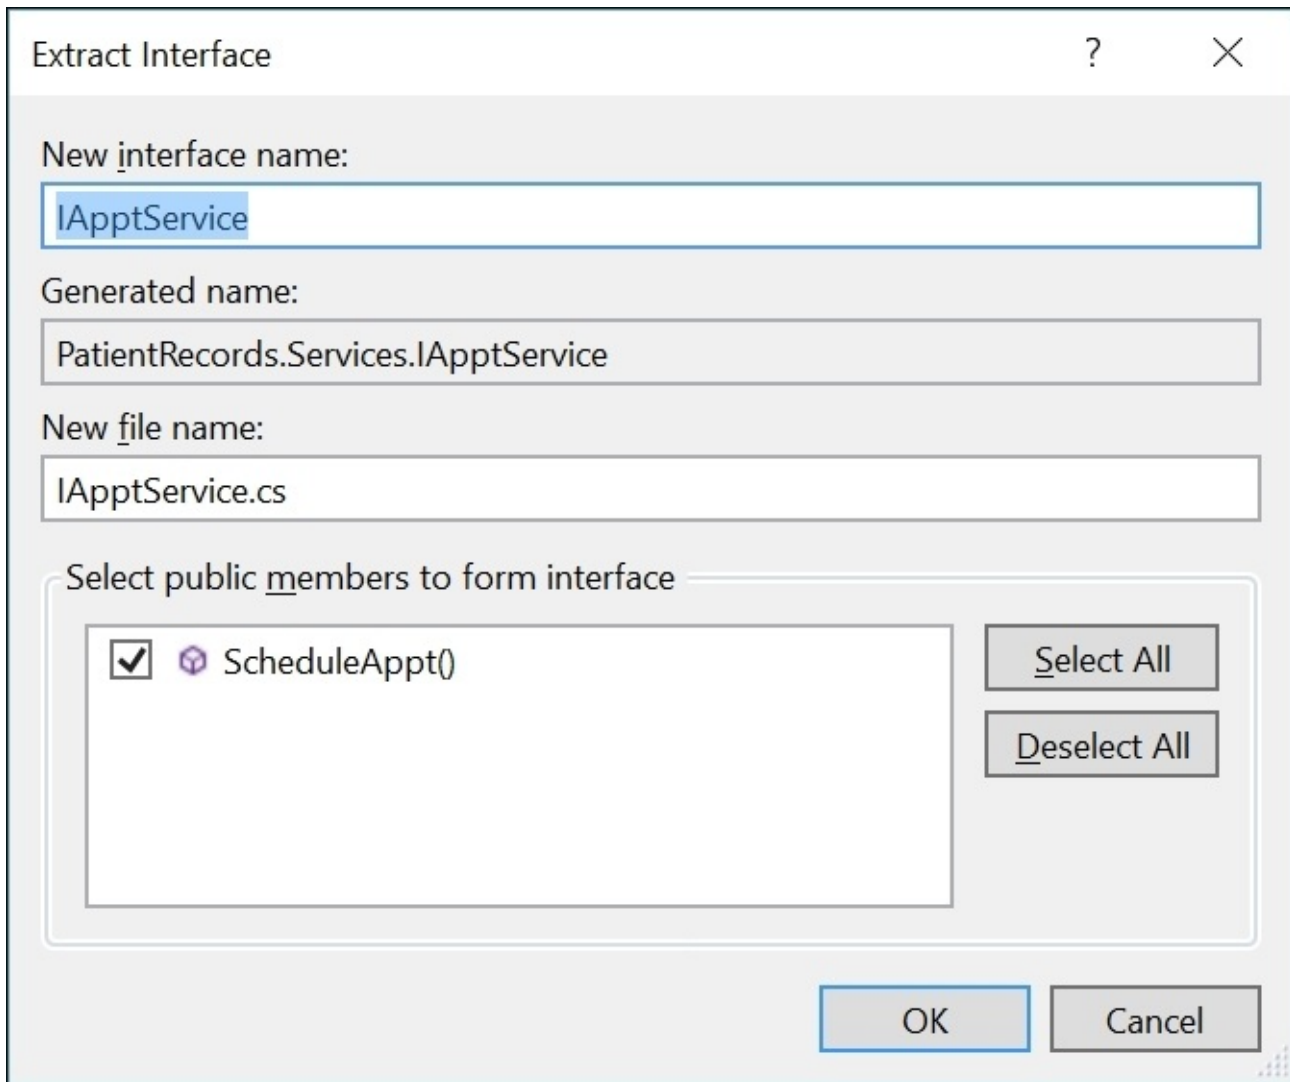 Extract Interface ?
New interface name:
IApptService
Generated name:
PatientRecords.Services.IApptService
New file name:
IApptService.cs
Select public members to form interface
ScheduleAppt()
Select All
Deselect All
OK Cancel